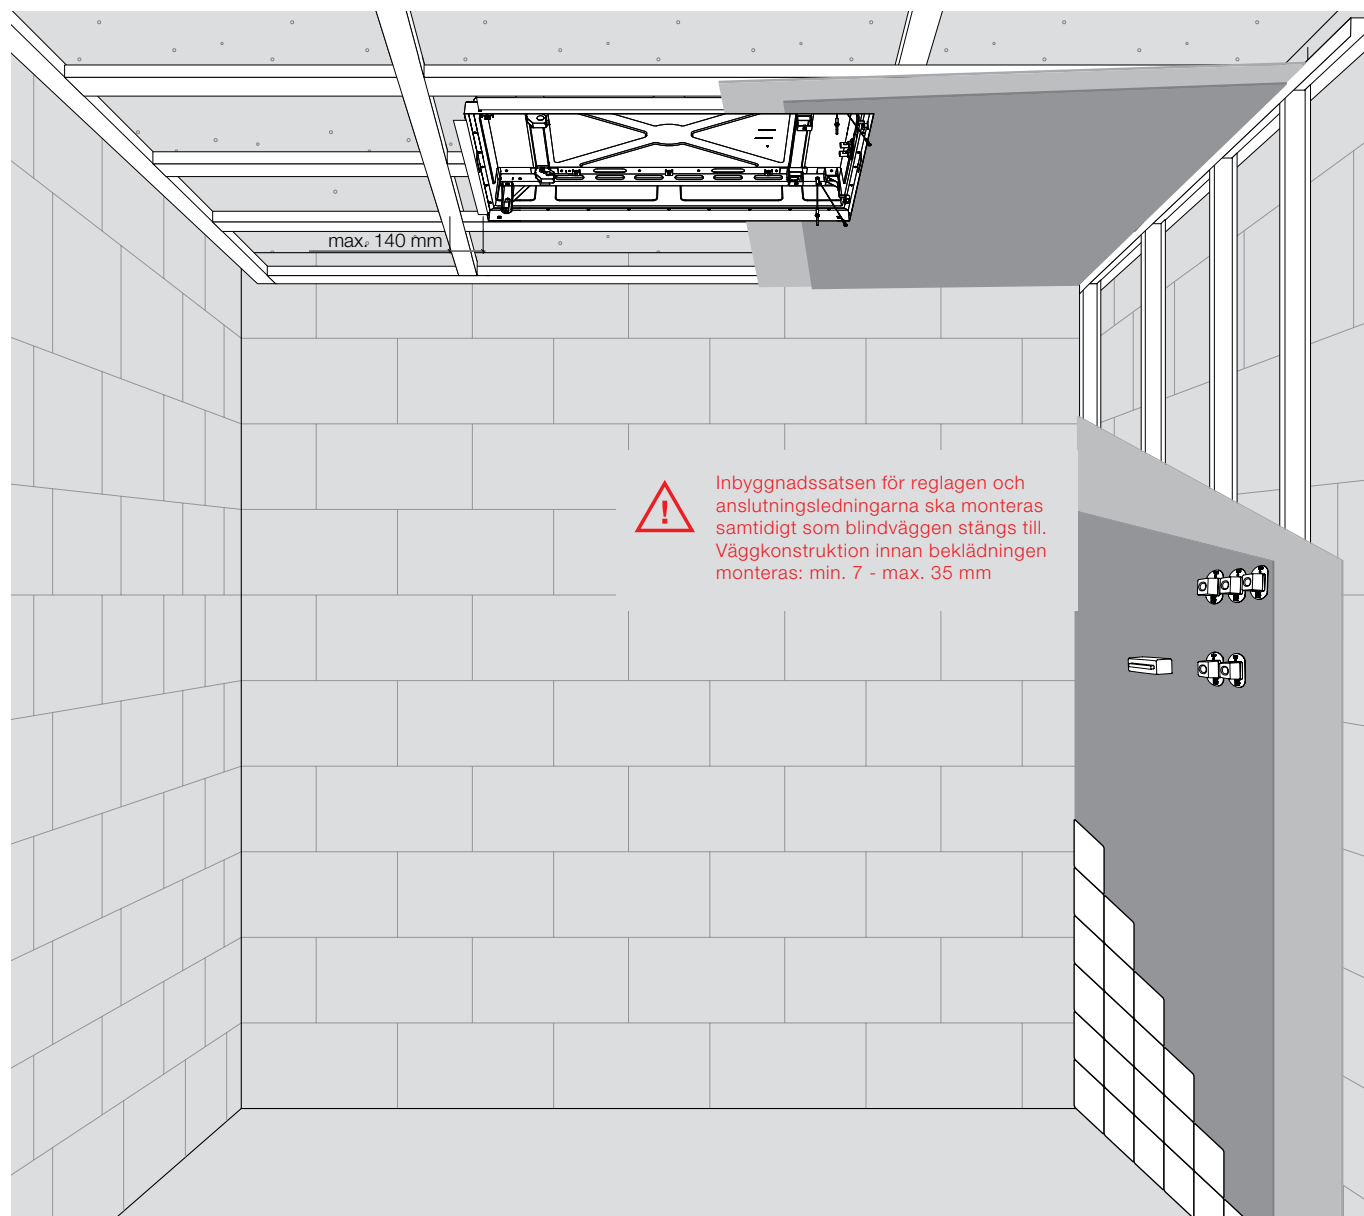 max. 140 mm
Inbyggnadssatsen för reglagen och
anslutningsledningarna ska monteras
samtidigt som blindväggen stängs till.
Väggkonstruktion innan beklädningen
monteras: min. 7 - max. 35 mm